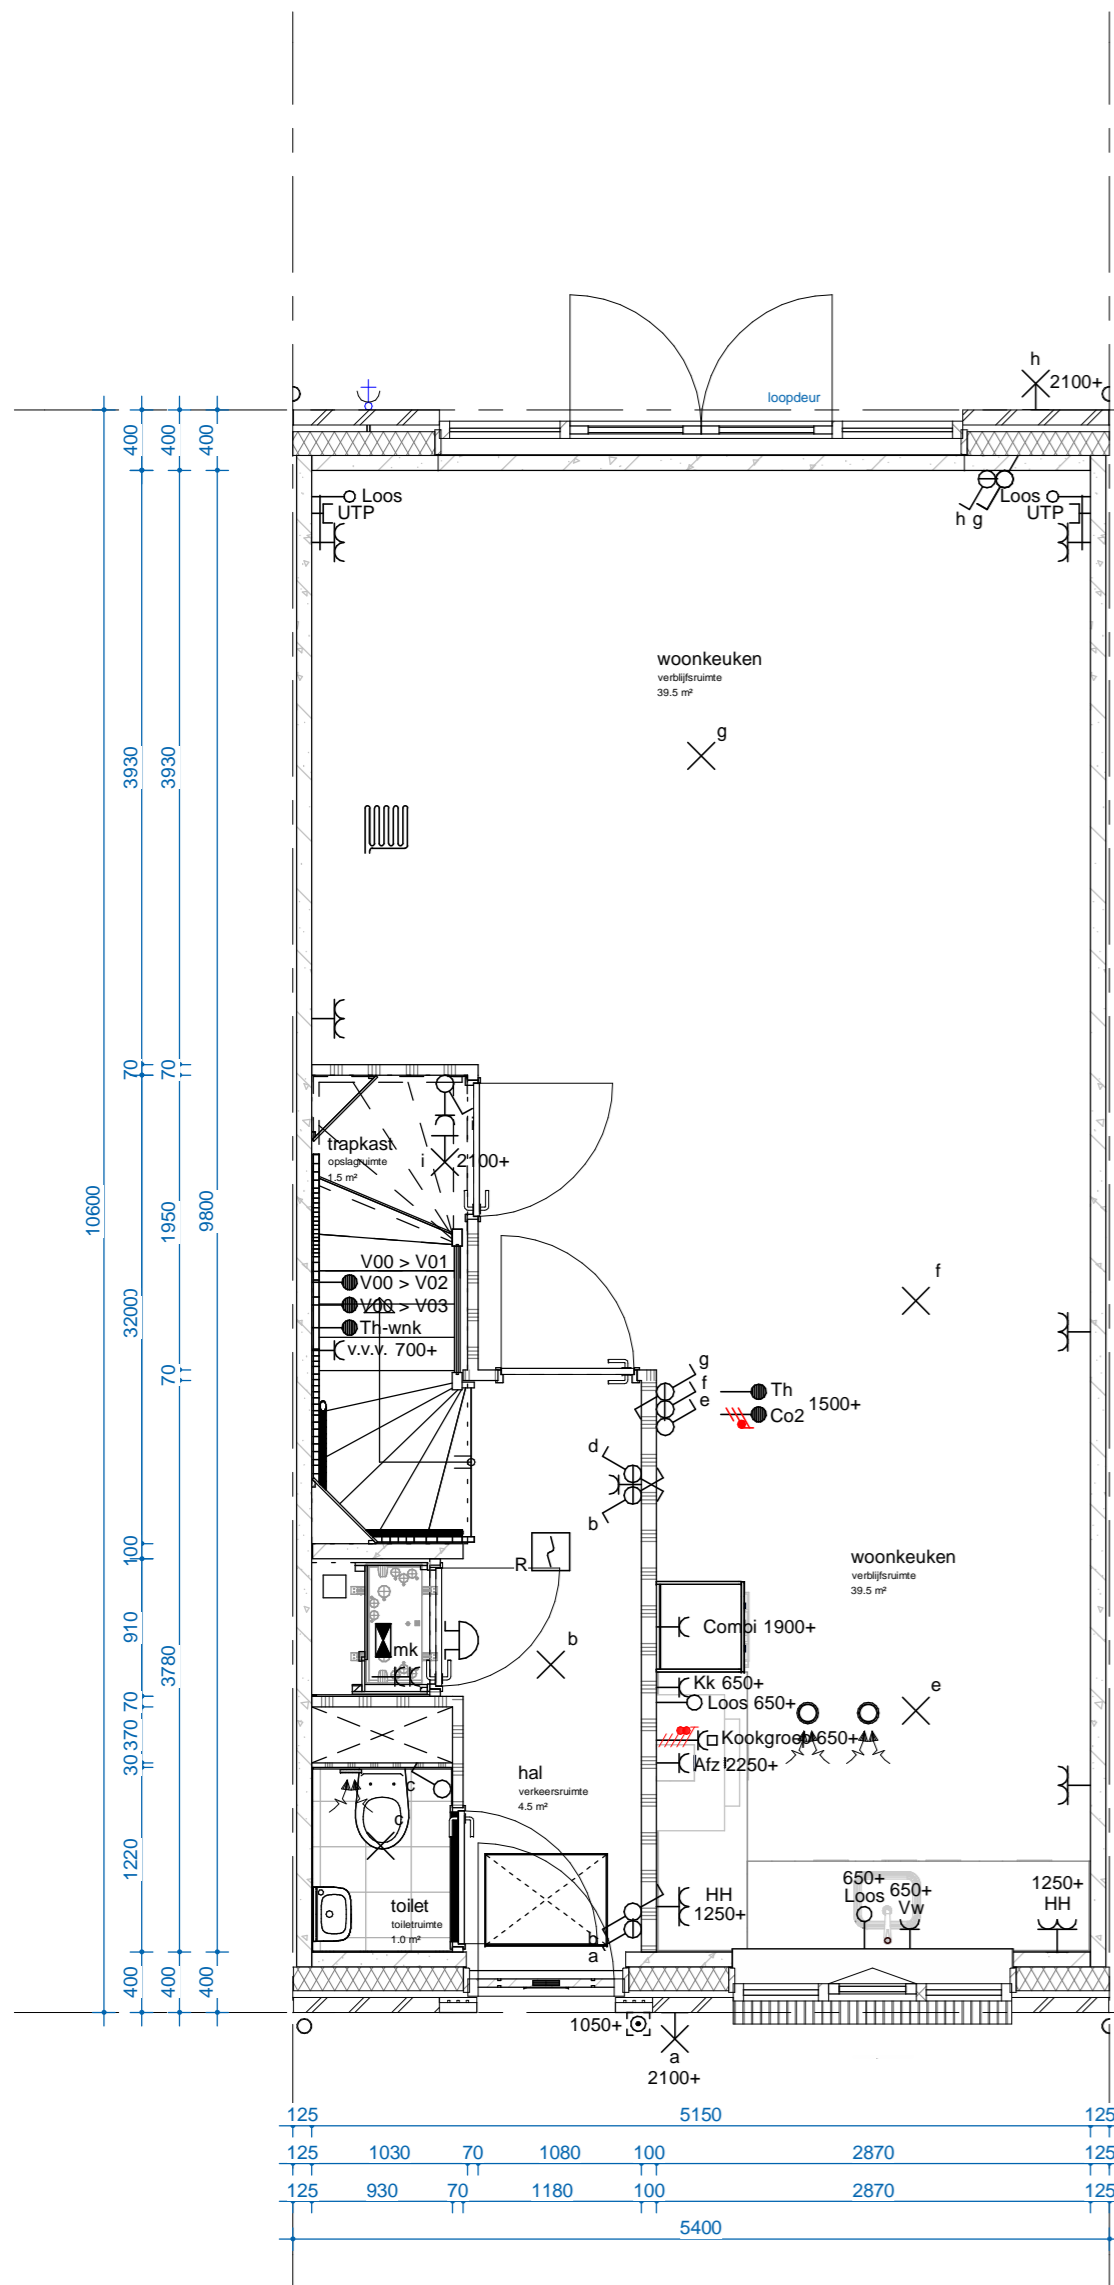 h
2100+
loopdeur
400
400
400
Loos
UTP
h g
Loos
UTP
woonkeuken
verblijfsruimte
39.5 m²
g
3930
3930
70
70
trapkast
opslagruimte
1.5 m²
i
i
2100+
10600
32000
1950
9800
V00 > V01
V00 > V02
V00 > V03
Th-wnk
v.v.v. 700+
f
70
g
f
e
Th
Co2
1500+
d
b
100
R
woonkeuken
verblijfsruimte
39.5 m²
910
3780
mk
b
Combi 1900+
Kk 650+
Loos 650+
e
70
370
30
Kookgroep 650+
Afz 2250+
hal
verkeersruimte
4.5 m²
c
c
1220
toilet
toiletruimte
1.0 m²
b
a
HH
1250+
650+
Loos
650+
Vw
1250+
HH
400
400
400
1050+
a
2100+
125
5150
125
125
1030
70
1080
100
2870
125
125
930
70
1180
100
2870
125
5400